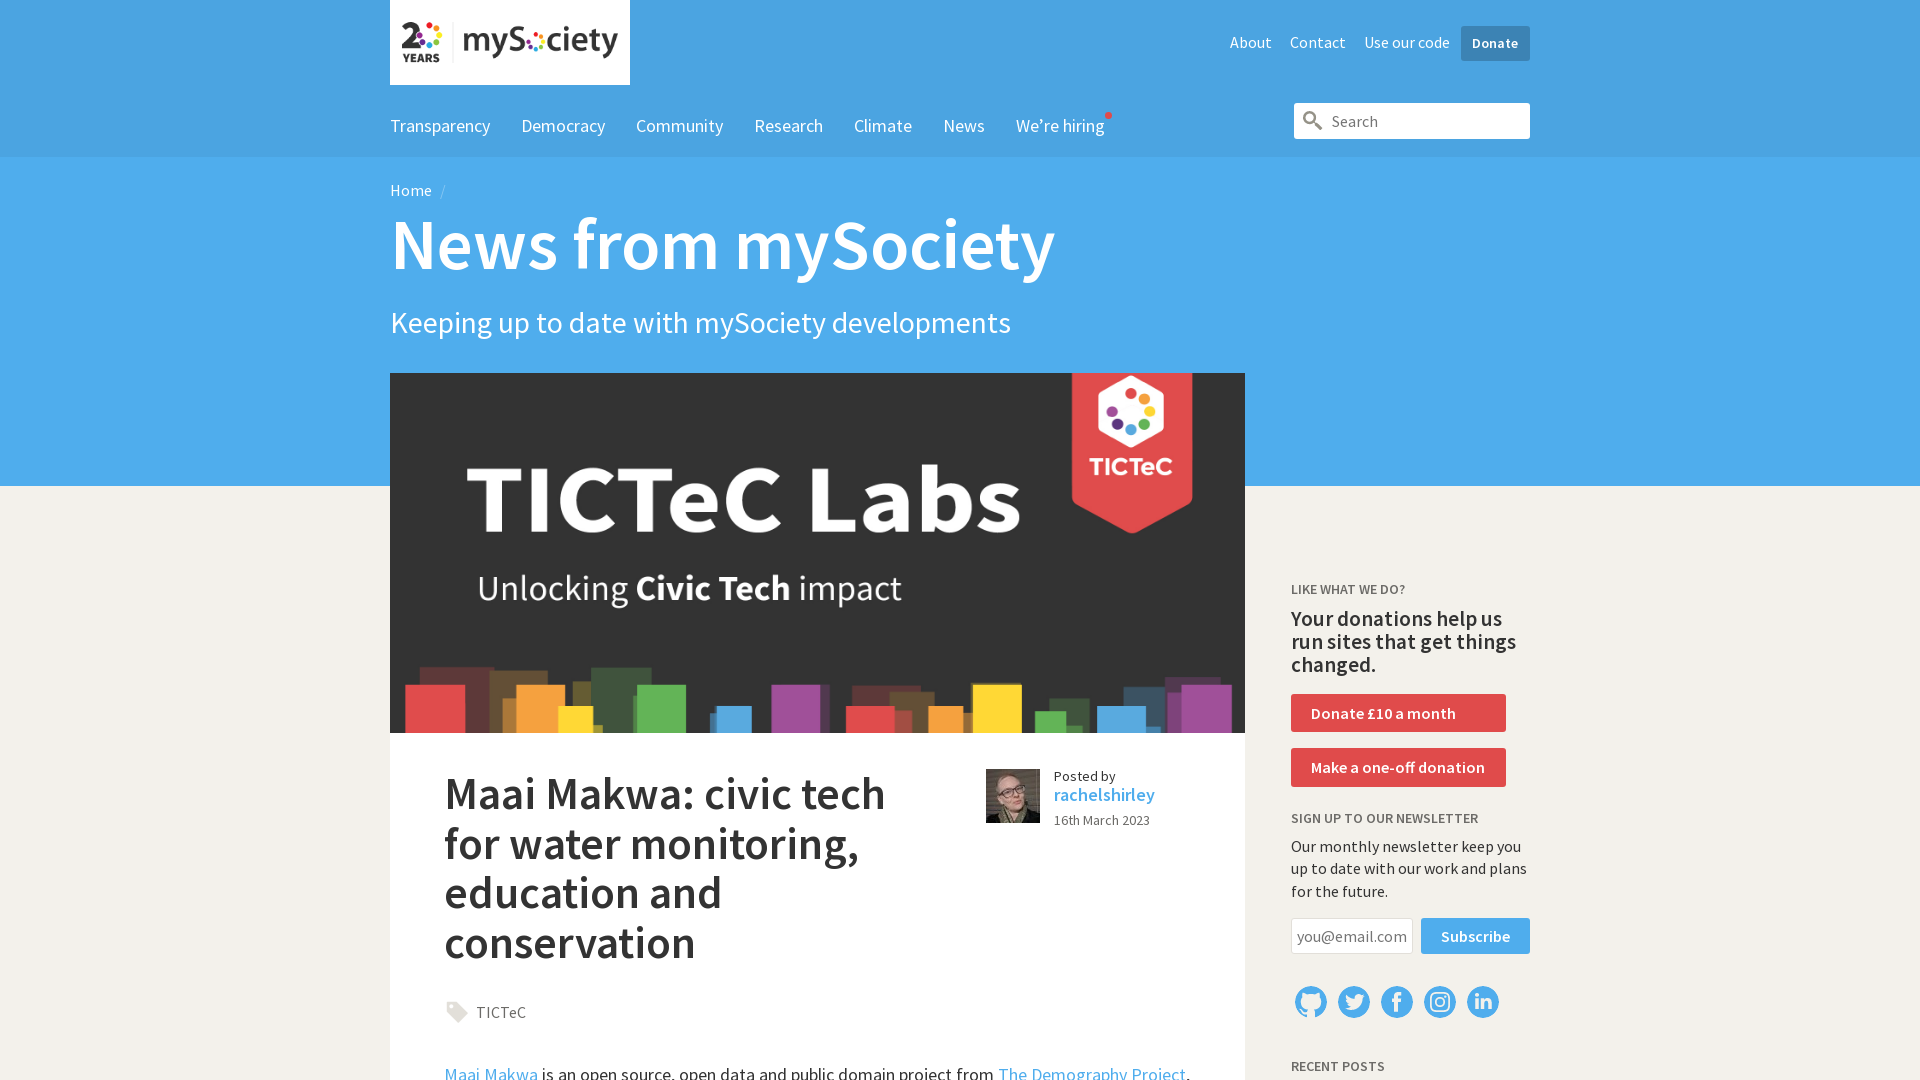 20 YEARS mySociety
About Contact Use our code Donate
Transparency Democracy Community Research Climate News We’re hiring
Search
Home /
News from mySociety
Keeping up to date with mySociety developments
TICTeC
TICTeC Labs
Unlocking Civic Tech impact
Maai Makwa: civic tech
for water monitoring,
education and
conservation
Posted by
rachelshirley
16th March 2023
TICTeC
Maai Makwa is an open source, open data and public domain project from The Demography Project,
LIKE WHAT WE DO?
Your donations help us
run sites that get things
changed.
Donate £10 a month
Make a one-off donation
SIGN UP TO OUR NEWSLETTER
Our monthly newsletter keep you
up to date with our work and plans
for the future.
you@email.com Subscribe
RECENT POSTS